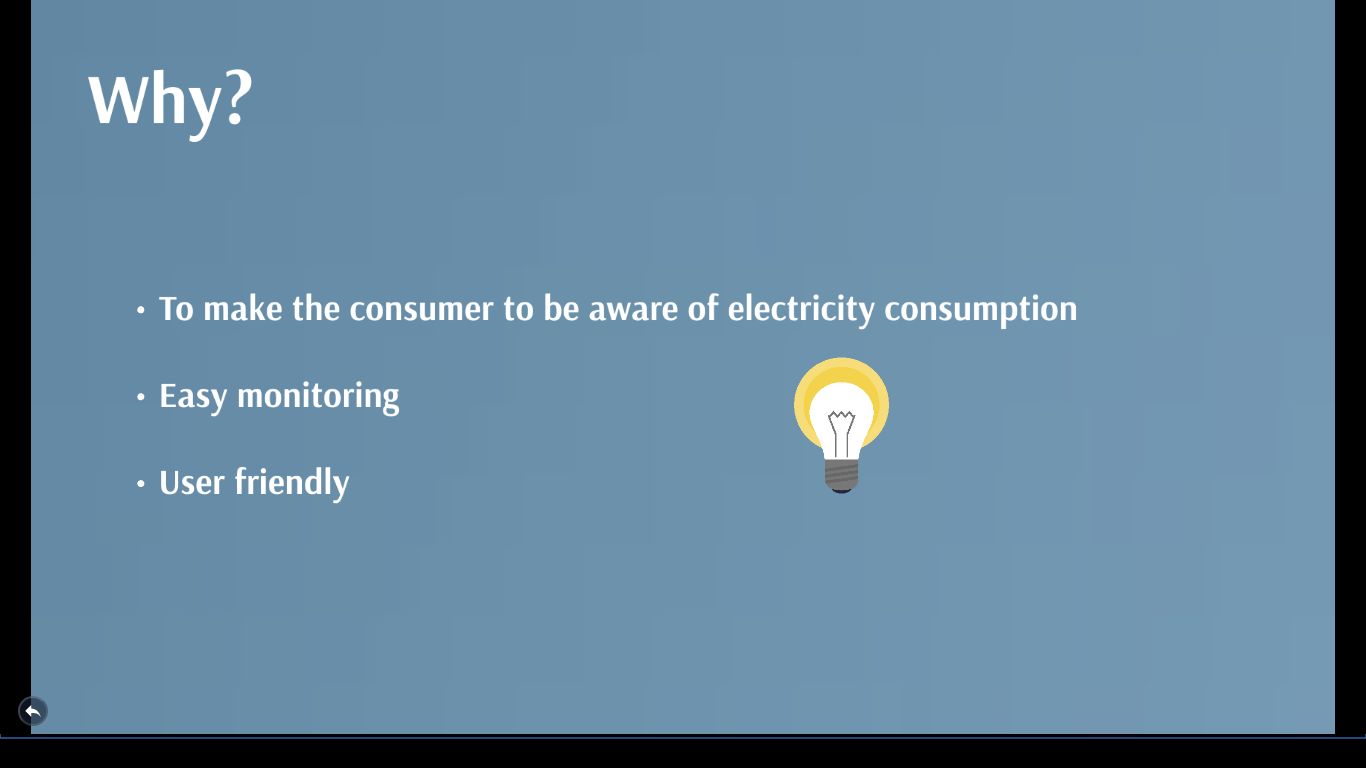 Why?
• To make the consumer to be aware of electricity consumption
• Easy monitoring
• User friendly